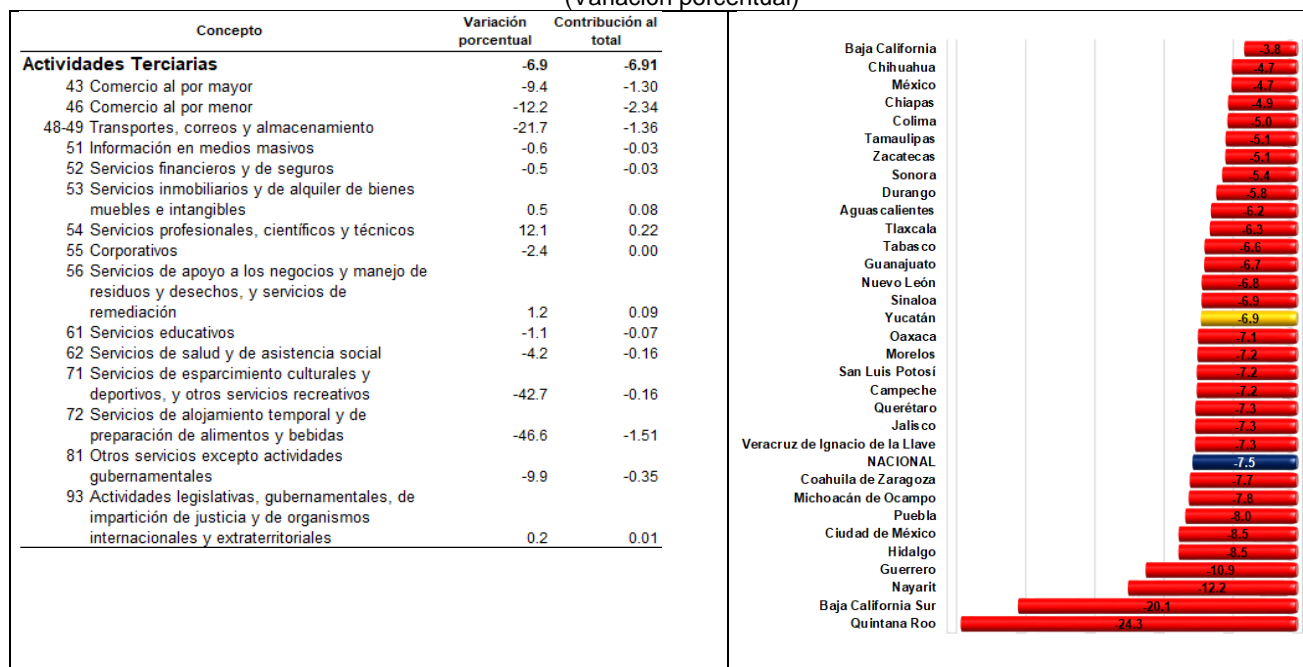 (Variación porcentual)
Concepto Variación porcentual Contribución al total
Actividades Terciarias -6.9 -6.91
43 Comercio al por mayor -9.4 -1.30
46 Comercio al por menor -12.2 -2.34
48-49 Transportes, correos y almacenamiento -21.7 -1.36
51 Información en medios masivos -0.6 -0.03
52 Servicios financieros y de seguros -0.5 -0.03
53 Servicios inmobiliarios y de alquiler de bienes
muebles e intangibles 0.5 0.08
54 Servicios profesionales, científicos y técnicos 12.1 0.22
55 Corporativos -2.4 0.00
56 Servicios de apoyo a los negocios y manejo de
residuos y desechos, y servicios de
remediación 1.2 0.09
61 Servicios educativos -1.1 -0.07
62 Servicios de salud y de asistencia social -4.2 -0.16
71 Servicios de esparcimiento culturales y
deportivos, y otros servicios recreativos -42.7 -0.16
72 Servicios de alojamiento temporal y de
preparación de alimentos y bebidas -46.6 -1.51
81 Otros servicios excepto actividades
gubernamentales -9.9 -0.35
93 Actividades legislativas, gubernamentales, de
impartición de justicia y de organismos
internacionales y extraterritoriales 0.2 0.01
Baja California -3.8
Chihuahua -4.7
México -4.7
Chiapas -4.9
Colima -5.0
Tamaulipas -5.1
Zacatecas -5.1
Sonora -5.4
Durango -5.8
Aguascalientes -6.2
Tlaxcala -6.3
Tabasco -6.6
Guanajuato -6.7
Nuevo León -6.8
Sinaloa -6.9
Yucatán -6.9
Oaxaca -7.1
Morelos -7.2
San Luis Potosí -7.2
Campeche -7.2
Querétaro -7.3
Jalisco -7.3
Veracruz de Ignacio de la Llave -7.3
NACIONAL -7.5
Coahuila de Zaragoza -7.7
Michoacán de Ocampo -7.8
Puebla -8.0
Ciudad de México -8.5
Hidalgo -8.5
Guerrero -10.9
Nayarit -12.2
Baja California Sur -20.1
Quintana Roo -24.3